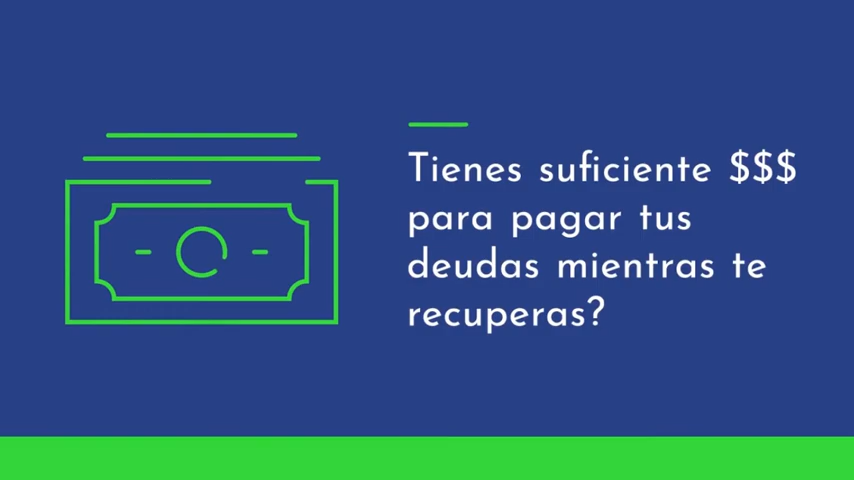 Tienes suficiente $$$
para pagar tus
deudas mientras te
recuperas?